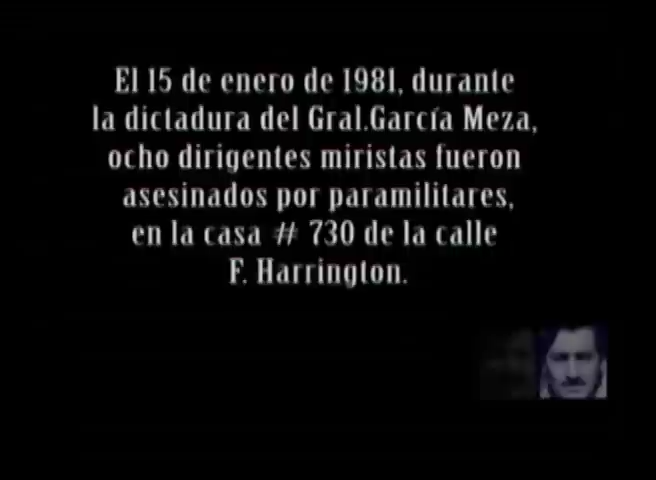 El 15 de enero de 1981, durante
la dictadura del Gral.García Meza,
ocho dirigentes miristas fueron
asesinados por paramilitares,
en la casa # 730 de la calle
F. Harrington.